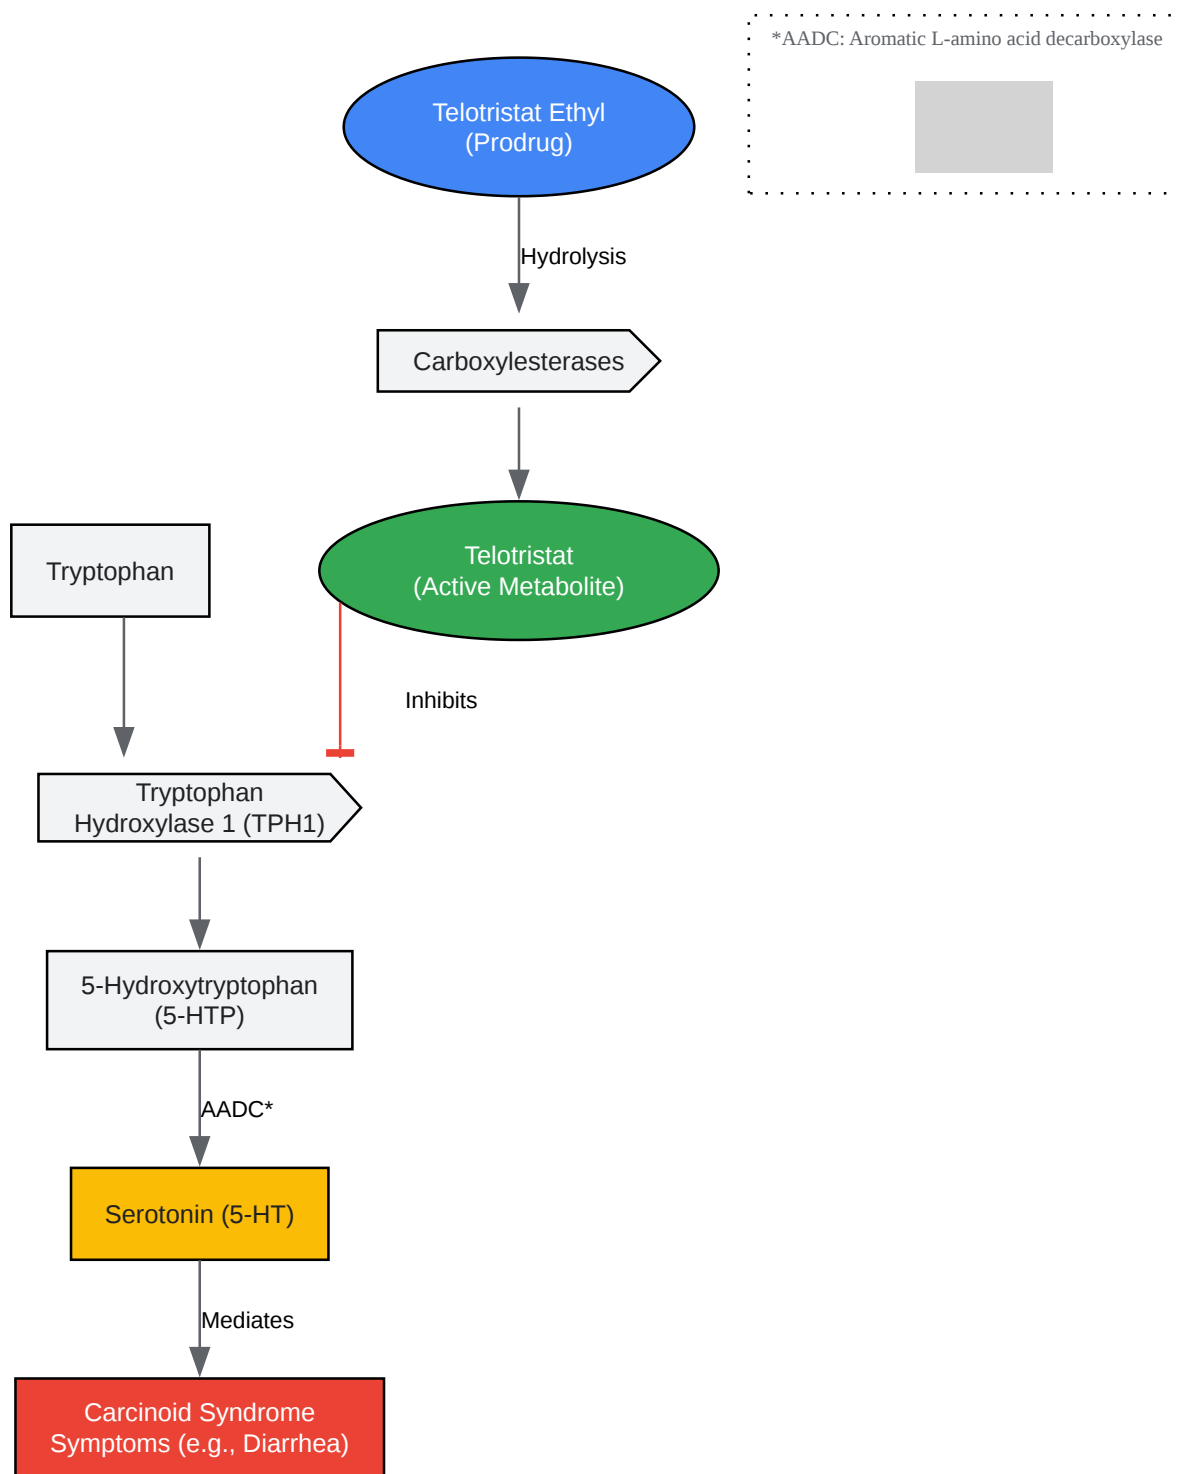 *AADC: Aromatic L-amino acid decarboxylase
Telotristat Ethyl
(Prodrug)
Hydrolysis
Carboxylesterases
Telotristat
(Active Metabolite)
Tryptophan
Inhibits
Tryptophan
Hydroxylase 1 (TPH1)
5-Hydroxytryptophan
(5-HTP)
AADC*
Serotonin (5-HT)
Mediates
Carcinoid Syndrome
Symptoms (e.g., Diarrhea)